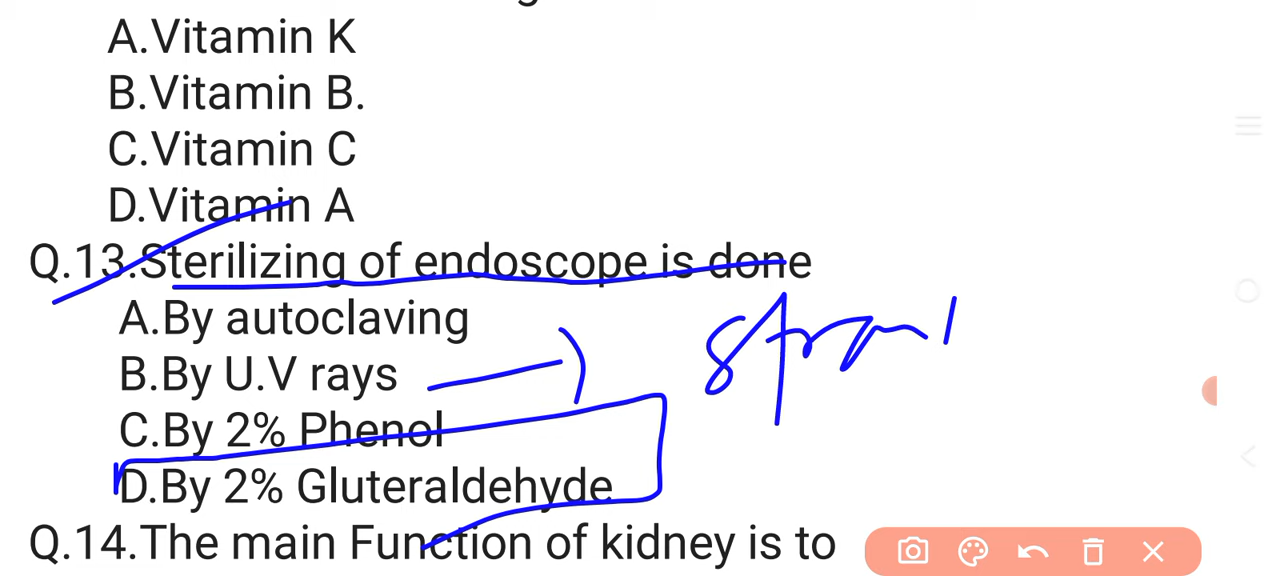 A.Vitamin K
B.Vitamin B.
C.Vitamin C
D.Vitamin A
Q.13.Sterilizing of endoscope is done
A.By autoclaving
B.By U.V rays
C.By 2% Phenol
D.By 2% Gluteraldehyde
Q.14.The main Function of kidney is to